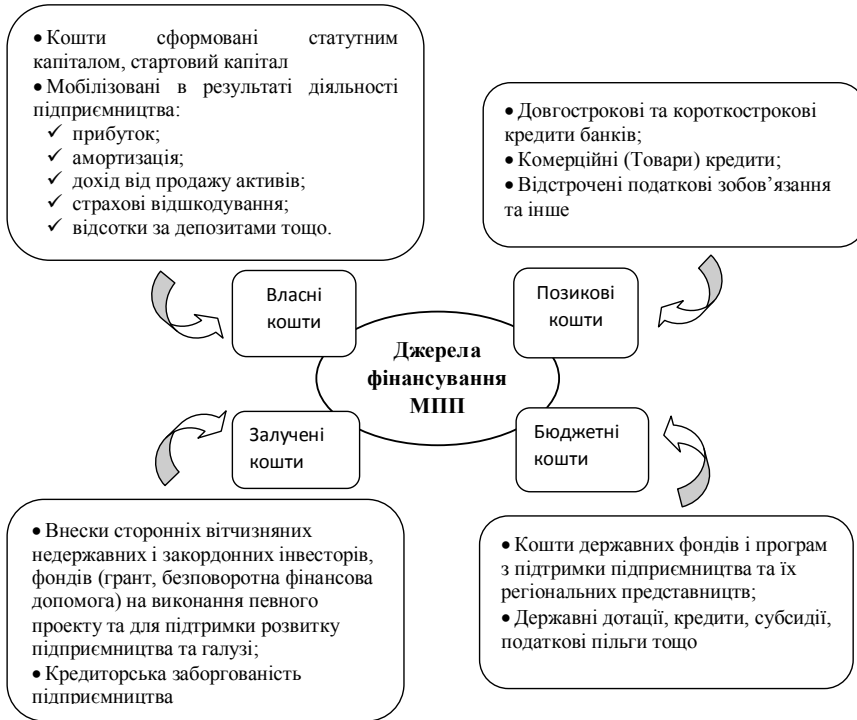 • Кошти сформовані статутним
капіталом, стартовий капітал
• Мобілізовані в результаті діяльності
підприємництва:
✓ прибуток;
✓ амортизація;
✓ дохід від продажу активів;
✓ страхові відшкодування;
✓ відсотки за депозитами тощо.
• Довгострокові та короткострокові
кредити банків;
• Комерційні (Товари) кредити;
• Відстрочені податкові зобов’язання
та інше
Власні
кошти
Позикові
кошти
Джерела
фінансування
МПП
Залучені
кошти
Бюджетні
кошти
• Внески сторонніх вітчизняних
недержавних і закордонних інвесторів,
фондів (грант, безповоротна фінансова
допомога) на виконання певного
проекту та для підтримки розвитку
підприємництва та галузі;
• Кредиторська заборгованість
підприємництва
• Кошти державних фондів і програм
з підтримки підприємництва та їх
регіональних представництв;
• Державні дотації, кредити, субсидії,
податкові пільги тощо